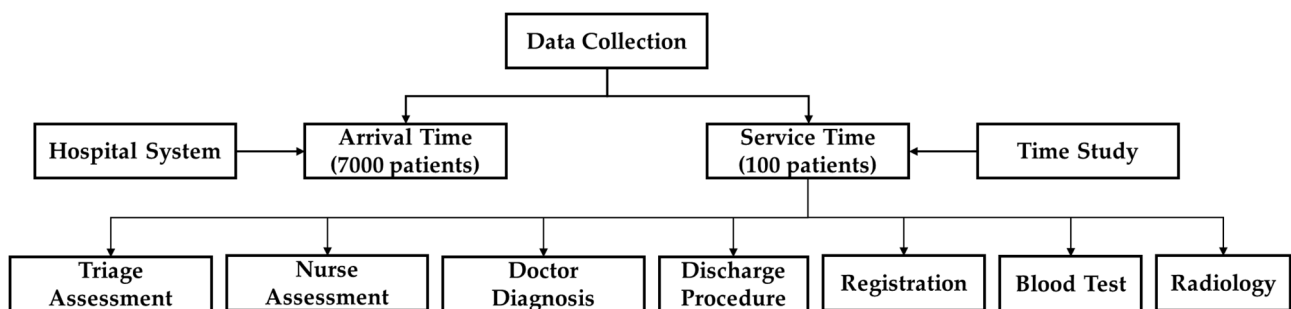 Data Collection
Hospital System
Arrival Time
(7000 patients)
Service Time
(100 patients)
Time Study
Triage
Assessment
Nurse
Assessment
Doctor
Diagnosis
Discharge
Procedure
Registration
Blood Test
Radiology